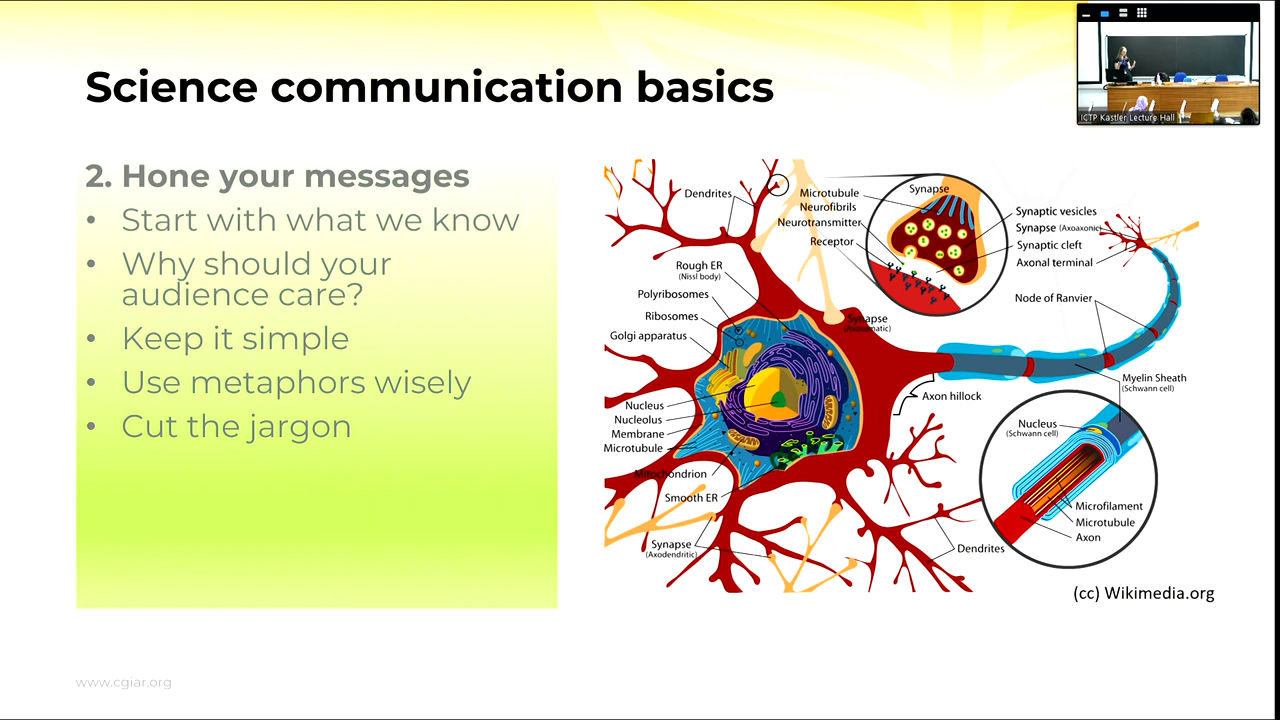 Science communication basics
ICTP Kastler Lecture Hall
2. Hone your messages
• Start with what we know
• Why should your
audience care?
• Keep it simple
• Use metaphors wisely
• Cut the jargon
Dendrites
Microtubule
Neurofibrils
Neurotransmitter
Receptor
Synapse
Synaptic vesicles
Synapse (Axoaxonic)
Synaptic cleft
Axonal terminal
Rough ER
(Nissl body)
Polyribosomes
Ribosomes
Golgi apparatus
Synapse
(Axosomatic)
Node of Ranvier
Myelin Sheath
(Schwann cell)
Axon hillock
Nucleus
Nucleolus
Membrane
Microtubule
Mitochondrion
Smooth ER
Nucleus
(Schwann cell)
Microfilament
Microtubule
Axon
Synapse
(Axodendritic)
Dendrites
(cc) Wikimedia.org
www.cgiar.org